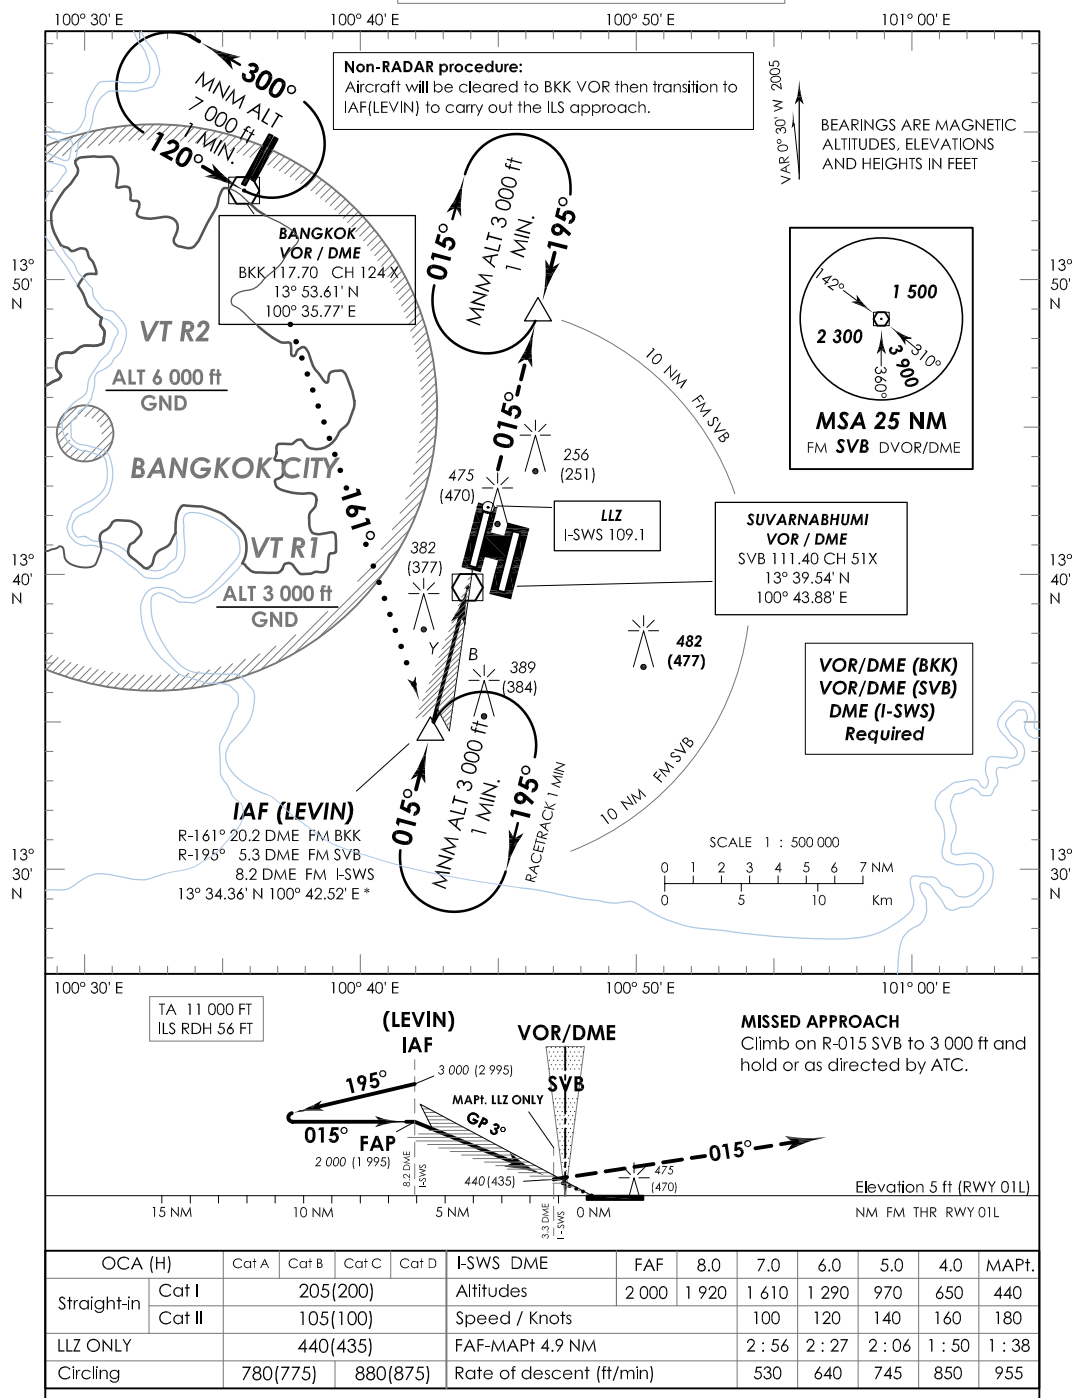 100° 30' E
100° 40' E
100° 50' E
101° 00' E
Non-RADAR procedure:
Aircraft will be cleared to BKK VOR then transition to
IAF(LEVIN) to carry out the ILS approach.
VAR 0° 30' W 2005
BEARINGS ARE MAGNETIC
ALTITUDES, ELEVATIONS
AND HEIGHTS IN FEET
300°
MNM ALT
7 000 ft
1 MIN.
120°
BANGKOK
VOR / DME
BKK 117.70 CH 124 X
13° 53.61' N
100° 35.77' E
015°
MNM ALT 3 000 ft
1 MIN.
195°
13°
50'
N
13°
50'
N
142°
1 500
2 300
310°
3 900
360°
MSA 25 NM
FM SVB DVOR/DME
VT R2
ALT 6 000 ft
GND
BANGKOK CITY
10 NM FM SVB
015°
256
(251)
475
(470)
161°
LLZ
I-SWS 109.1
SUVARNABHUMI
VOR / DME
SVB 111.40 CH 51X
13° 39.54' N
100° 43.88' E
VT R1
ALT 3 000 ft
GND
382
(377)
13°
40'
N
13°
40'
N
Y
B
389
(384)
482
(477)
VOR/DME (BKK)
VOR/DME (SVB)
DME (I-SWS)
Required
10 NM FM SVB
015°
MNM ALT 3 000 ft
1 MIN.
195°
RACETRACK 1 MIN
IAF (LEVIN)
R-161° 20.2 DME FM BKK
R-195° 5.3 DME FM SVB
8.2 DME FM I-SWS
13° 34.36' N 100° 42.52' E *
13°
30'
N
13°
30'
N
SCALE 1 : 500 000
0 1 2 3 4 5 6 7 NM
0 5 10 Km
100° 30' E
100° 40' E
100° 50' E
101° 00' E
TA 11 000 FT
ILS RDH 56 FT
(LEVIN)
IAF
VOR/DME
SVB
MISSED APPROACH
Climb on R-015 SVB to 3 000 ft and
hold or as directed by ATC.
195°
3 000 (2 995)
MAPt. LLZ ONLY
GP 3°
015°
FAP
2 000 (1 995)
8.2 DME
I-SWS
440(435)
015°
475
(470)
Elevation 5 ft (RWY 01L)
15 NM
10 NM
5 NM
3.3 DME
I - SWS
0 NM
NM FM THR RWY 01L
OCA (H) Cat A Cat B Cat C Cat D I-SWS DME FAF 8.0 7.0 6.0 5.0 4.0 MAPt.
Straight-in Cat I 205(200) Altitudes 2 000 1 920 1 610 1 290 970 650 440
Cat II 105(100) Speed / Knots 100 120 140 160 180
LLZ ONLY 440(435) FAF-MAPt 4.9 NM 2 : 56 2 : 27 2 : 06 1 : 50 1 : 38
Circling 780(775) 880(875) Rate of descent (ft/min) 530 640 745 850 955